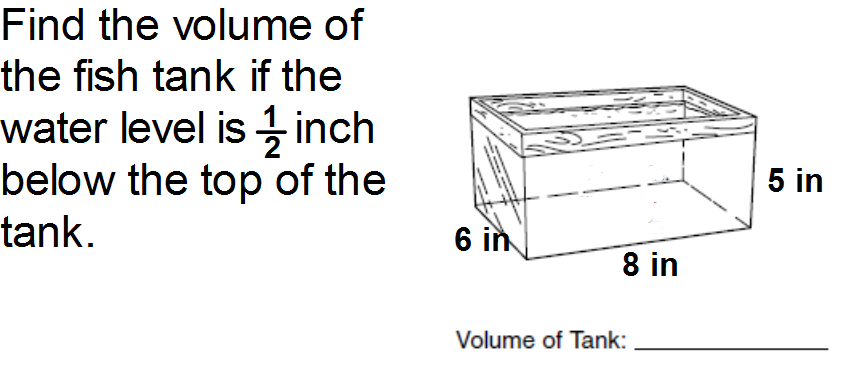 Find the volume of
the fish tank if the
water level is 1/2 inch
below the top of the
tank.
5 in
6 in
8 in
Volume of Tank: ____________